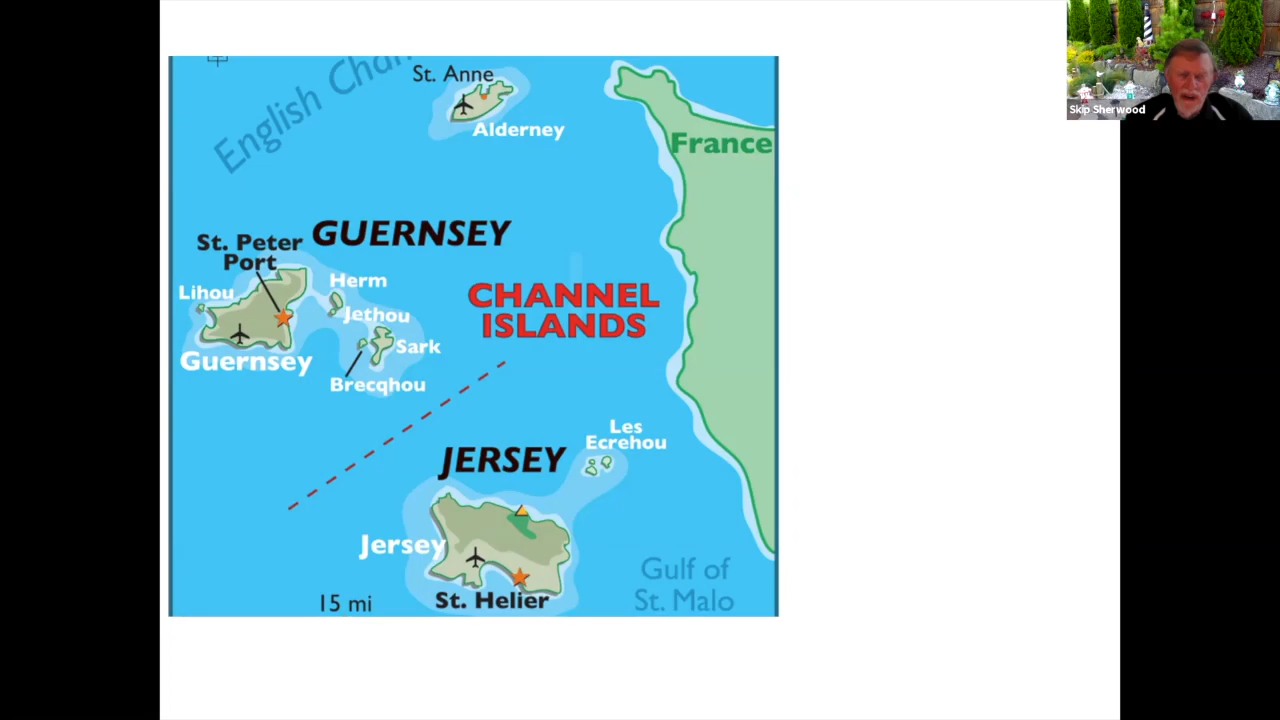 English Chan
St. Anne
Alderney
France
GUERNSEY
St. Peter
Port
Herm
Lihou
Jethou
Sark
Guernsey
Brecqhou
CHANNEL
ISLANDS
Les
Ecrehou
JERSEY
Jersey
Gulf of
St. Malo
St. Helier
15 mi
Skip Sherwood